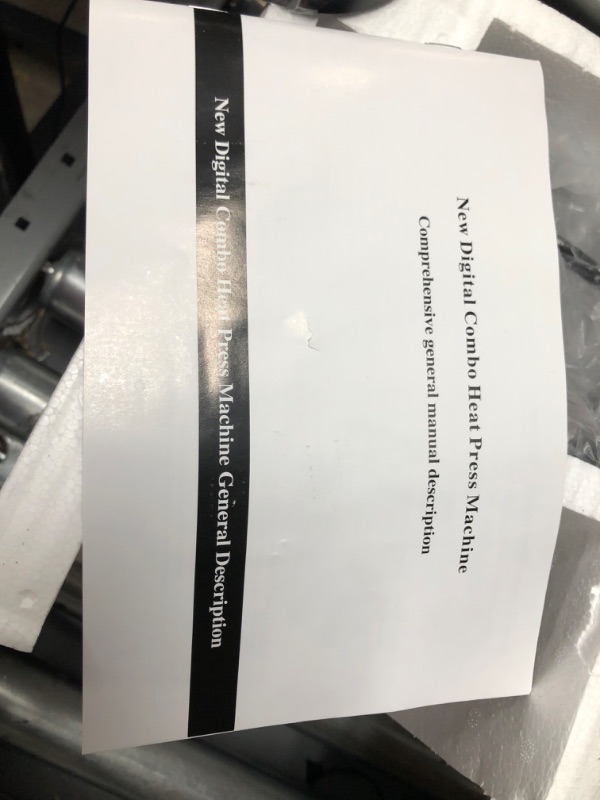 New Digital Combo Heat Press Machine
Comprehensive general manual description
New Digital Combo Heat Press Machine General Description